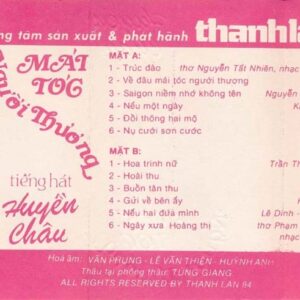 ng tâm sản xuất & phát hành thanhla
MÁI
TÓC
NGƯỜI THƯƠNG
tiếng hát
Huyền
Châu
MẶT A:
1 - Trúc đào thơ Nguyễn Tất Nhiên, nhạc
2 - Về đâu mái tóc người thương
3 - Saigon niềm nhớ không tên Nguyễn
4 - Nếu một ngày
5 - Đồi thông hai mộ
6 - Nụ cười sơn cước
MẶT B:
1 - Hoa trinh nữ Trần Th
2 - Hoài thu
3 - Buồn tàn thu
4 - Gửi về bên ấy
5 - Nếu hai đứa mình Lê Dinh -
6 - Ngày xưa Hoàng thị thơ Phạm
nhạc
Hoà âm: VĂN PHỤNG - LÊ VĂN THIỆN - HUỲNH ANH
Thâu tại phòng thâu: TÙNG GIANG
ALL RIGHTS RESERVED BY THANH LAN 84